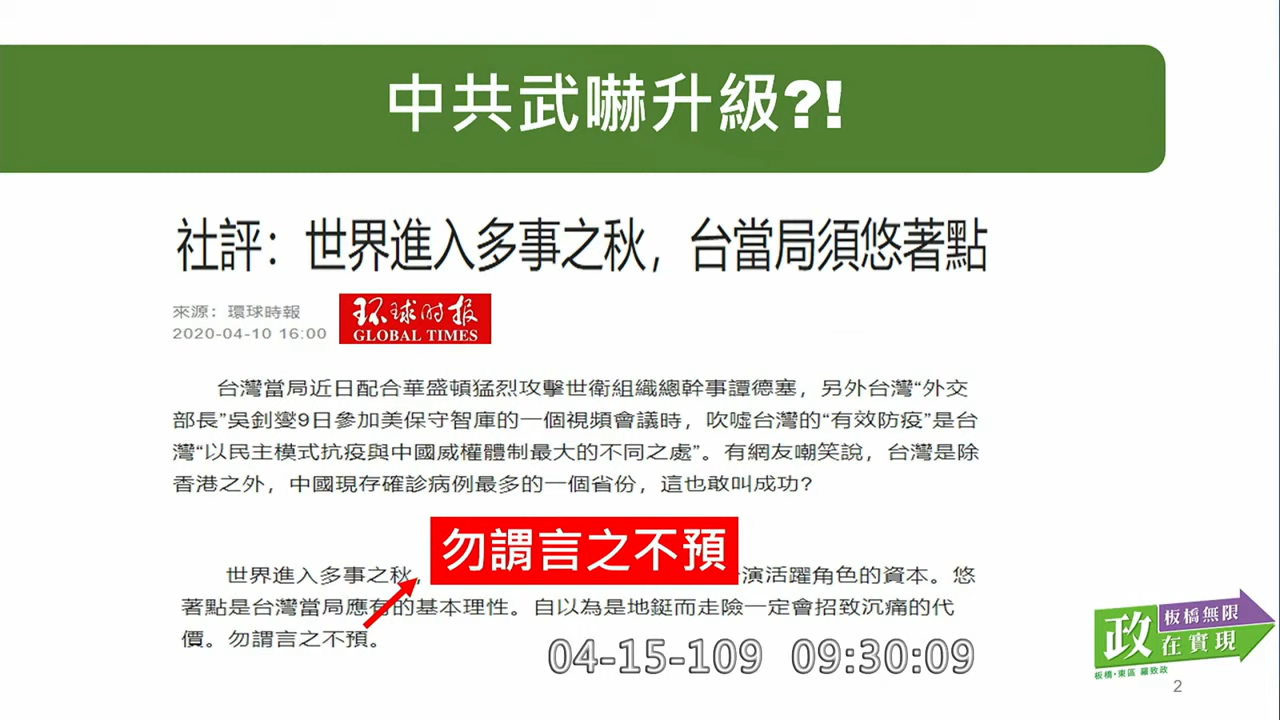 中共武嚇升級?!
社評：世界進入多事之秋，台當局須悠著點
來源：環球時報
2020-04-10 16:00
环球时报
GLOBAL TIMES
台灣當局近日配合華盛頓猛烈攻擊世衛組織總幹事譚德塞，另外台灣“外交
部長”吳釗燮9日參加美保守智庫的一個視頻會議時，吹噓台灣的“有效防疫”是台
灣“以民主模式抗疫與中國威權體制最大的不同之處”。有網友嘲笑說，台灣是除
香港之外，中國現存確診病例最多的一個省份，這也敢叫成功？
勿謂言之不預
世界進入多事之秋，演活躍角色的資本。悠
著點是台灣當局應有的基本理性。自以為是地鋌而走險一定會招致沉痛的代
價。勿謂言之不預。
04-15-109 09:30:09
政
板橋無限
在實現
板橋·東區 羅致政
2